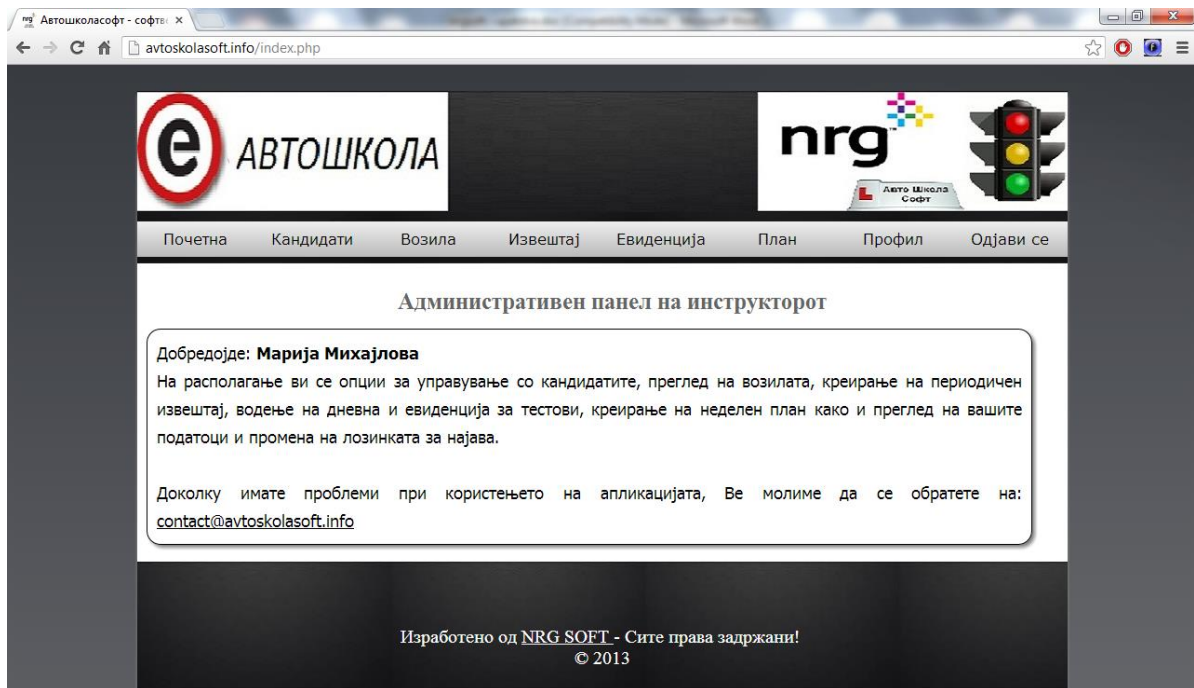 Автошколасофт - софтв
avtoskolasoft.info/index.php
e АВТОШКОЛА
nrg
L Авто Школа
Софт
Почетна Кандидати Возила Извештај Евиденција План Профил Одјави се
Административен панел на инструкторот
Добредојде: Марија Михајлова
На располагање ви се опции за управување со кандидатите, преглед на возилата, креирање на периодичен
извештај, водење на дневна и евиденција за тестови, креирање на неделен план како и преглед на вашите
податоци и промена на лозинката за најава.
Доколку имате проблеми при користењето на апликацијата, Ве молиме да се обратете на:
contact@avtoskolasoft.info
Изработено од NRG SOFT - Сите права задржани!
© 2013